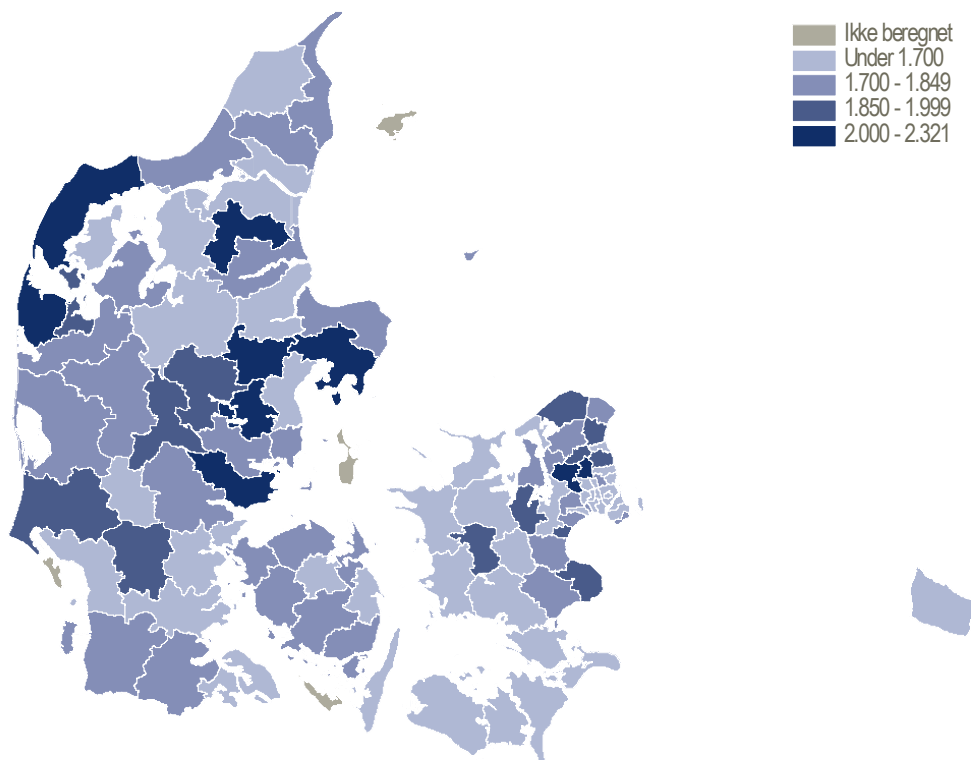 Ikke beregnet
Under 1.700
1.700 - 1.849
1.850 - 1.999
2.000 - 2.321